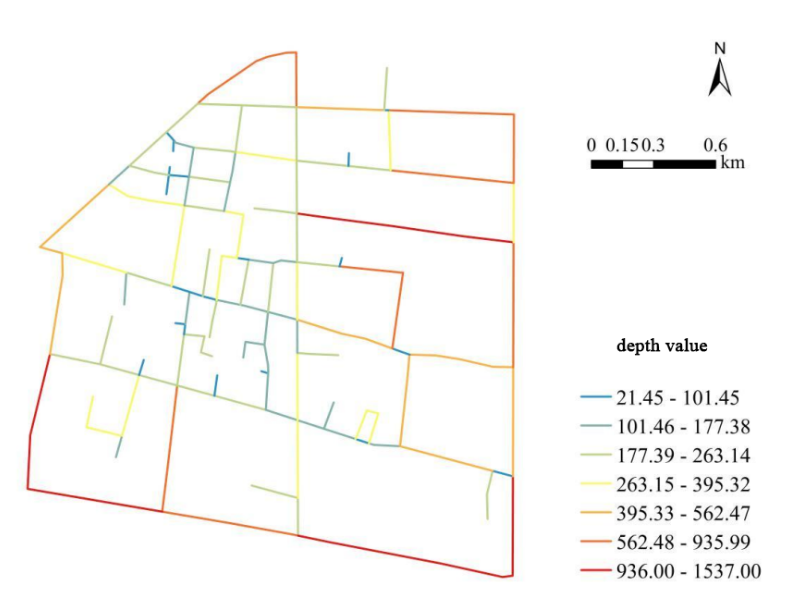 N
0 0.15 0.3 0.6
km
depth value
21.45 - 101.45
101.46 - 177.38
177.39 - 263.14
263.15 - 395.32
395.33 - 562.47
562.48 - 935.99
936.00 - 1537.00